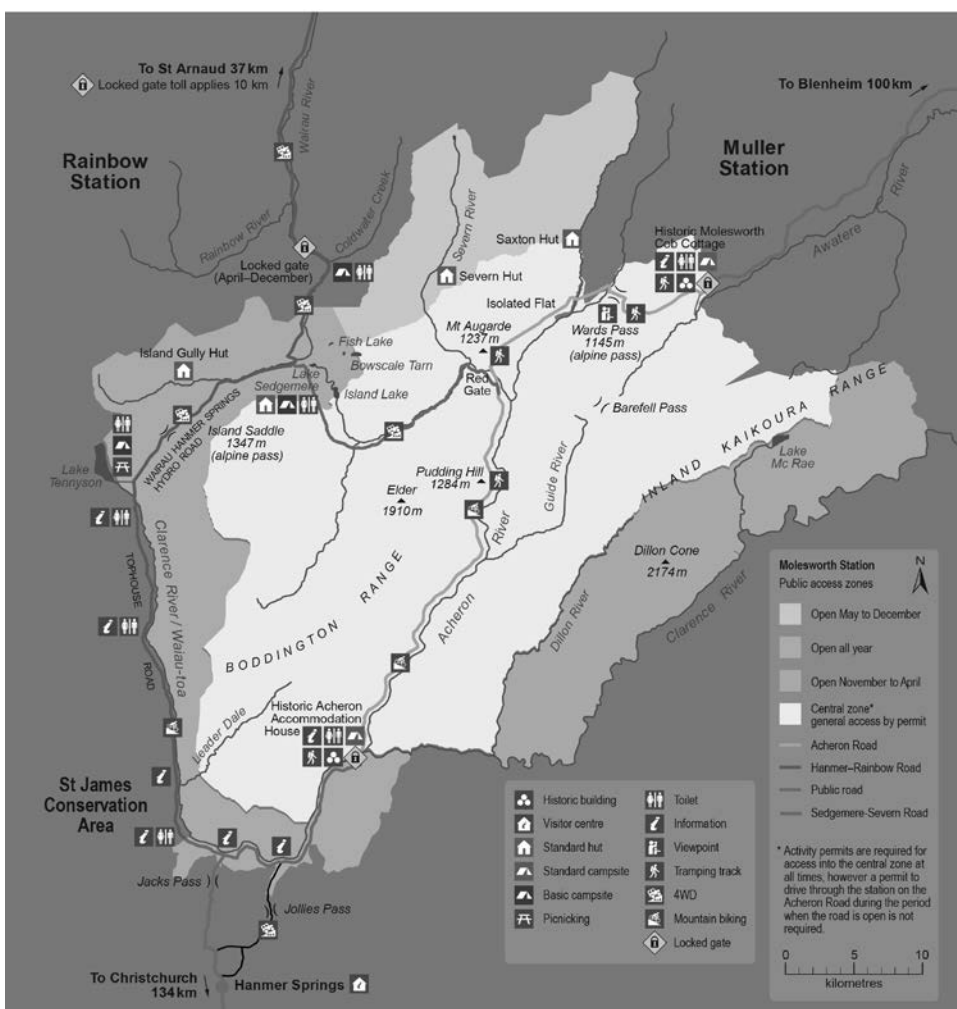 To St Arnaud 37 km
Locked gate toll applies 10 km
Wairau River
To Blenheim 100 km
Rainbow
Station
Muller
Station
Rainbow River
Coldwater Creek
Severn River
Awatere
River
Saxton Hut
Historic Molesworth
Cob Cottage
Locked gate
(April–December)
Severn Hut
Isolated Flat
Mt Augarde
1237 m
Wards Pass
1145 m
(alpine pass)
Fish Lake
Bowscale Tarn
Island Gully Hut
Lake
Sedgemere
Island Lake
Red
Gate
Barefell Pass
WAIRAU HANMER SPRINGS
HYDRO ROAD
Island Saddle
1347 m
(alpine pass)
INLAND KAIKOURA RANGE
Lake
Mc Rae
Lake
Tennyson
Pudding Hill
1284 m
Guide River
Elder
1910 m
River
Clarence River / Waiau-toa
TOPHOUSE
ROAD
Dillon Cone
2174 m
BODDINGTON RANGE
Acheron
Dillon River
Clarence River
Historic Acheron
Accommodation
House
Leader Dale
St James
Conservation
Area
Jacks Pass
Jollies Pass
To Christchurch
134 km
Hanmer Springs
Historic building
Visitor centre
Standard hut
Standard campsite
Basic campsite
Picnicking
Toilet
Information
Viewpoint
Tramping track
4WD
Mountain biking
Locked gate
Molesworth Station
Public access zones
N
Open May to December
Open all year
Open November to April
Central zone*
general access by permit
Acheron Road
Hanmer–Rainbow Road
Public road
Sedgemere-Severn Road
* Activity permits are required for
access into the central zone at
all times, however a permit to
drive through the station on the
Acheron Road during the period
when the road is open is not
required.
0 5 10
kilometres